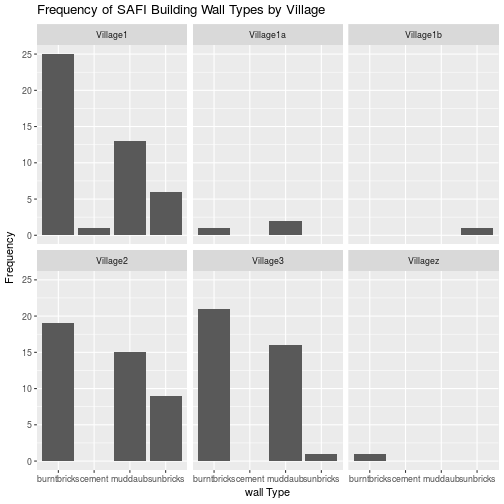 Frequency of SAFI Building Wall Types by Village
Village1 Village1a Village1b
25
20
15
10
5
0
Village2 Village3 Villagez
25
20
15
10
5
0
Frequency
burntbricks cement muddaub sunbricks burntbricks cement muddaub sunbricks burntbricks cement muddaub sunbricks
wall Type